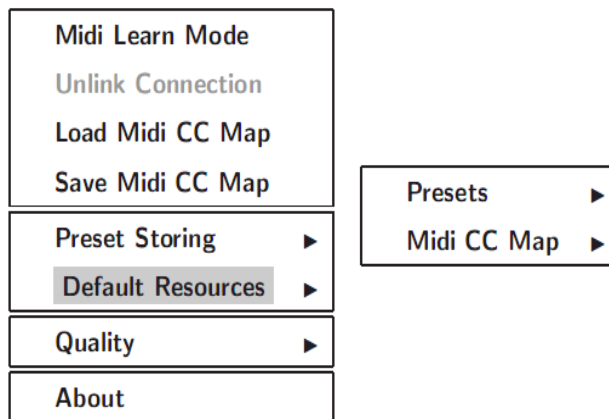 Midi Learn Mode
Unlink Connection
Load Midi CC Map
Save Midi CC Map
Preset Storing ▶
Default Resources ▶
Quality ▶
About
Presets ▶
Midi CC Map ▶